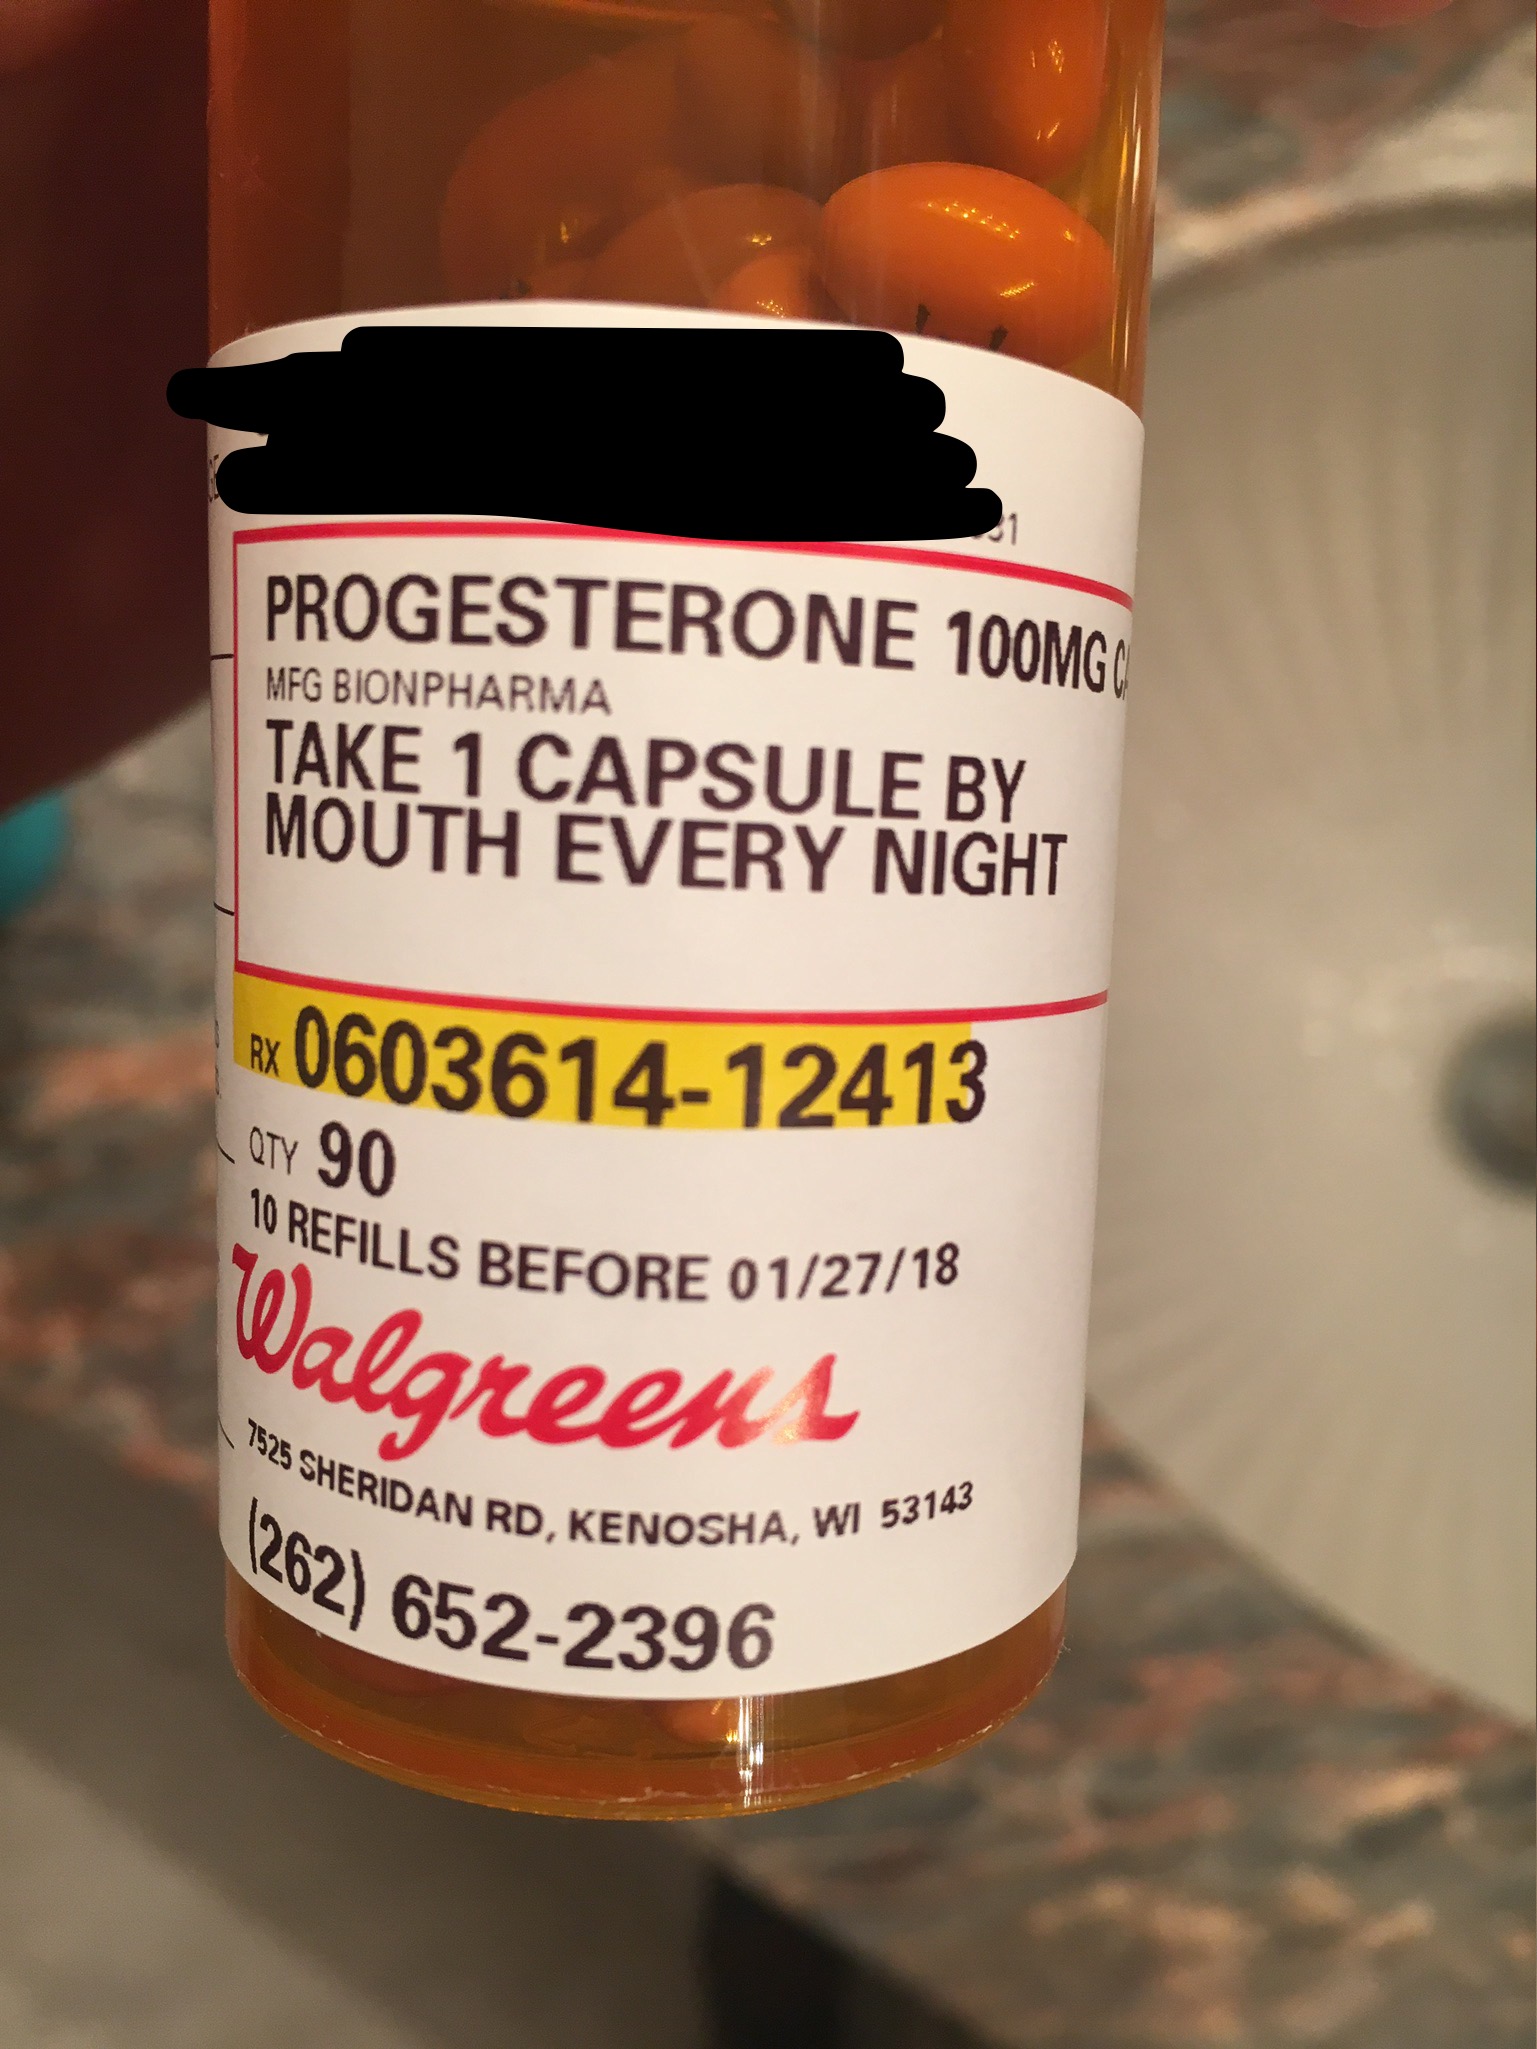 31
PROGESTERONE 100MG
MFG BIONPHARMA
TAKE 1 CAPSULE BY
MOUTH EVERY NIGHT
RX 0603614-12413
QTY 90
10 REFILLS BEFORE 01/27/18
Walgreens
7525 SHERIDAN RD, KENOSHA, WI 53143
(262) 652-2396